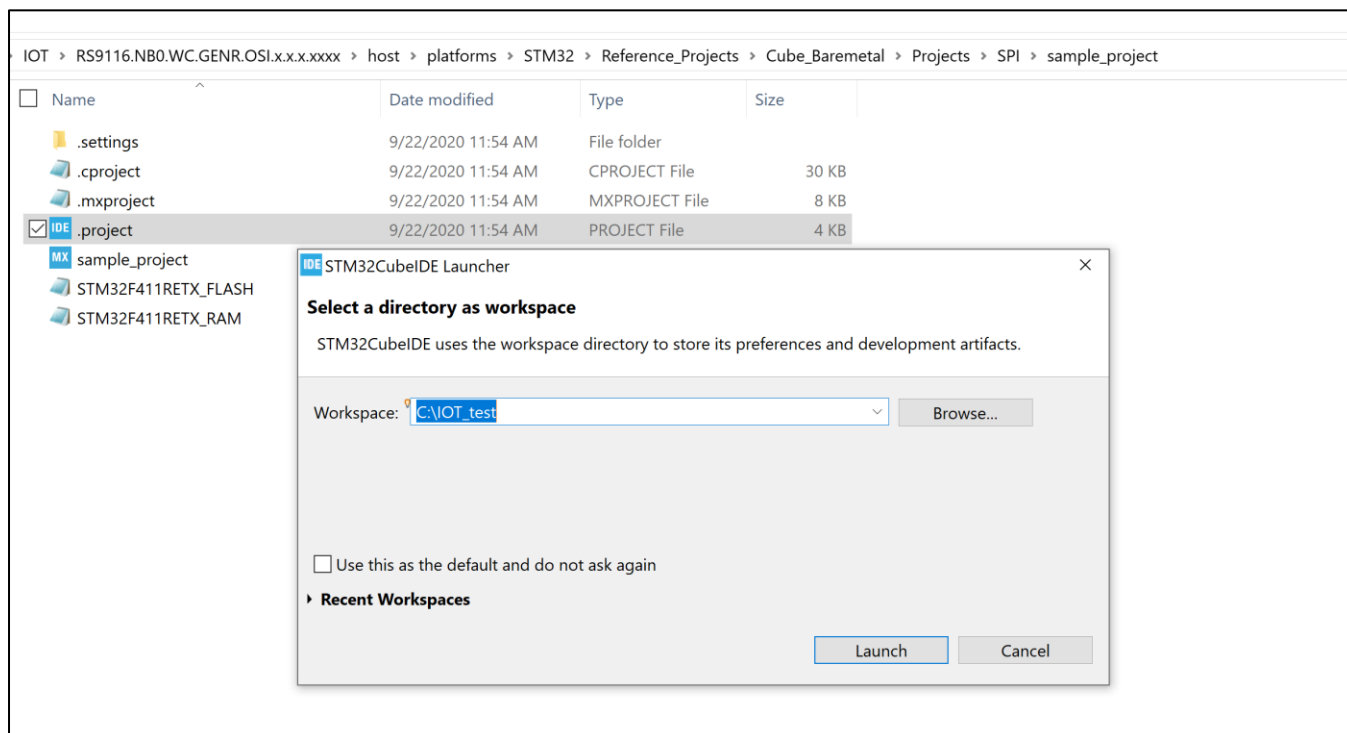 IOT > RS9116.NB0.WC.GENR.OSI.x.x.x.xxxx > host > platforms > STM32 > Reference_Projects > Cube_Baremetal > Projects > SPI > sample_project
Name Date modified Type Size
.settings 9/22/2020 11:54 AM File folder
.cproject 9/22/2020 11:54 AM CPROJECT File 30 KB
.mxproject 9/22/2020 11:54 AM MXPROJECT File 8 KB
IDE .project 9/22/2020 11:54 AM PROJECT File 4 KB
MX sample_project
STM32F411RETX_FLASH
STM32F411RETX_RAM
IDE STM32CubeIDE Launcher
Select a directory as workspace
STM32CubeIDE uses the workspace directory to store its preferences and development artifacts.
Workspace: C:\IOT_test Browse...
Use this as the default and do not ask again
Recent Workspaces
Launch Cancel